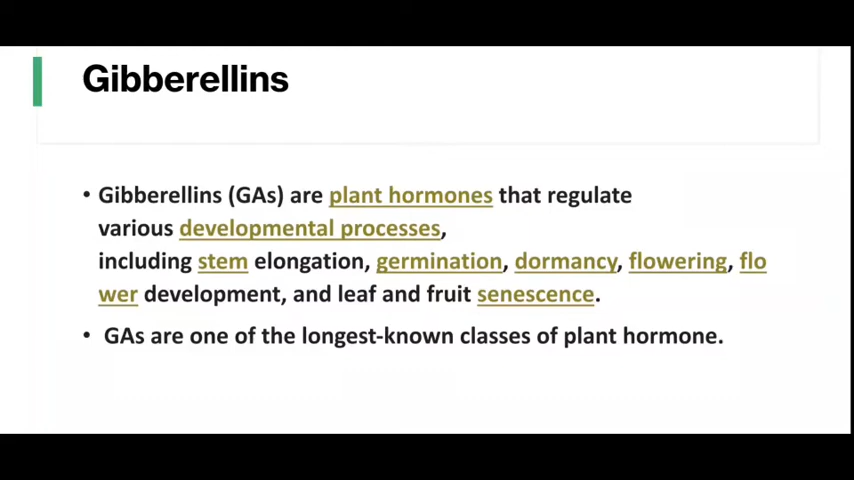 Gibberellins
• Gibberellins (GAs) are plant hormones that regulate
various developmental processes,
including stem elongation, germination, dormancy, flowering, flo
wer development, and leaf and fruit senescence.
• GAs are one of the longest-known classes of plant hormone.